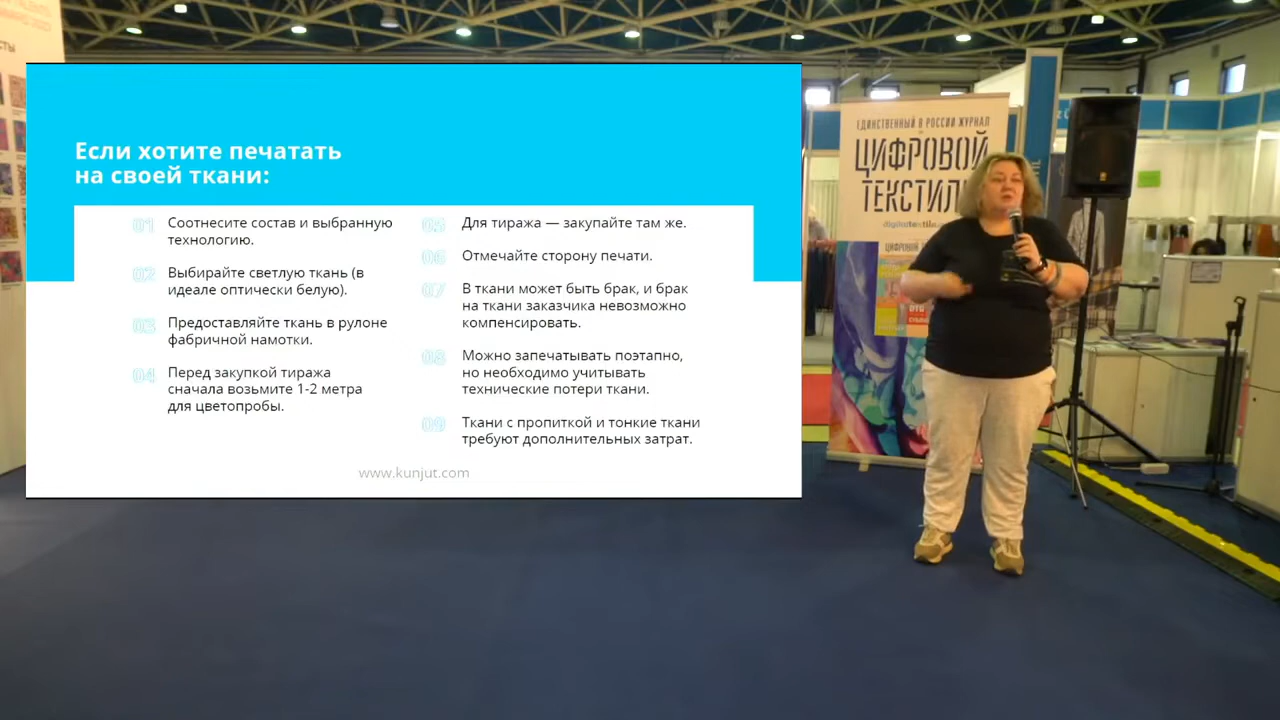 Если хотите печатать
на своей ткани:
01 Соотнесите состав и выбранную
технологию.
02 Выбирайте светлую ткань (в
идеале оптически белую).
03 Предоставляйте ткань в рулоне
фабричной намотки.
04 Перед закупкой тиража
сначала возьмите 1-2 метра
для цветопробы.
05 Для тиража — закупайте там же.
06 Отмечайте сторону печати.
07 В ткани может быть брак, и брак
на ткани заказчика невозможно
компенсировать.
08 Можно запечатывать поэтапно,
но необходимо учитывать
технические потери ткани.
09 Ткани с пропиткой и тонкие ткани
требуют дополнительных затрат.
www.kunjut.com
ЕДИНСТВЕННЫЙ В РОССИИ ЖУРНАЛ
ЦИФРОВОЙ
ТЕКСТИЛЬ
ЦИФРОВОЙ
DTG